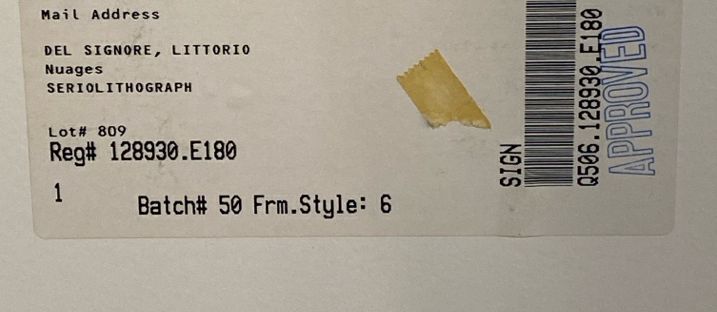 Mail Address
DEL SIGNORE, LITTORIO
Nuages
SERIOLITHOGRAPH
Lot# 809
Reg# 128930.E180
1
Batch# 50 Frm.Style: 6
SIGN
Q506.128930.E180
APPROVED